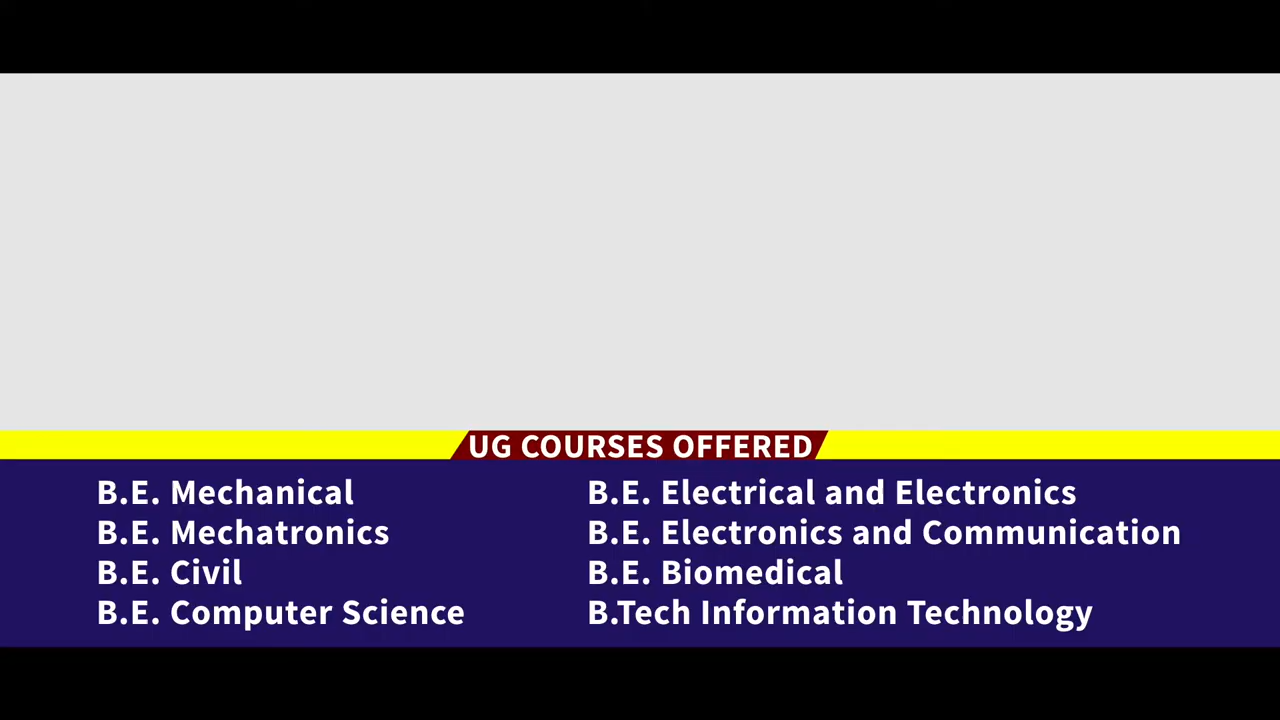 UG COURSES OFFERED
B.E. Mechanical
B.E. Mechatronics
B.E. Civil
B.E. Computer Science
B.E. Electrical and Electronics
B.E. Electronics and Communication
B.E. Biomedical
B.Tech Information Technology